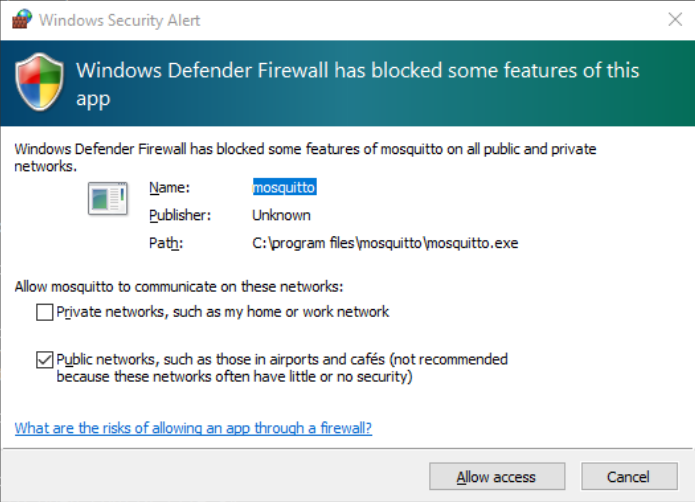 Windows Security Alert
Windows Defender Firewall has blocked some features of this
app
Windows Defender Firewall has blocked some features of mosquitto on all public and private
networks.
Name: mosquitto
Publisher: Unknown
Path: C:\program files\mosquitto\mosquitto.exe
Allow mosquitto to communicate on these networks:
Private networks, such as my home or work network
Public networks, such as those in airports and cafés (not recommended
because these networks often have little or no security)
What are the risks of allowing an app through a firewall?
Allow access Cancel